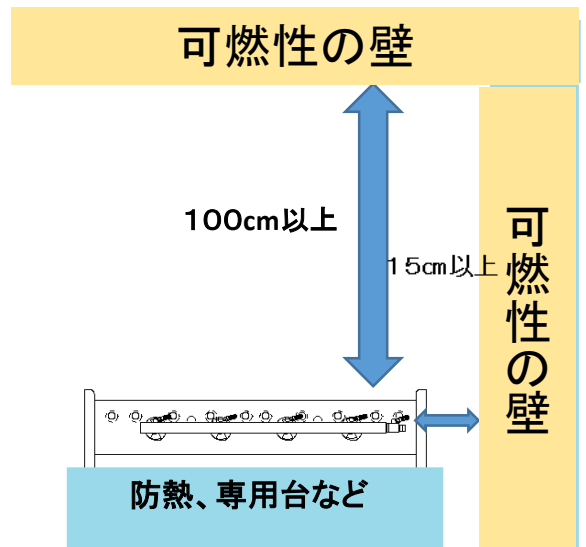 可燃性の壁
１００cm以上
１５cm以上
可燃性の壁
防熱、専用台など